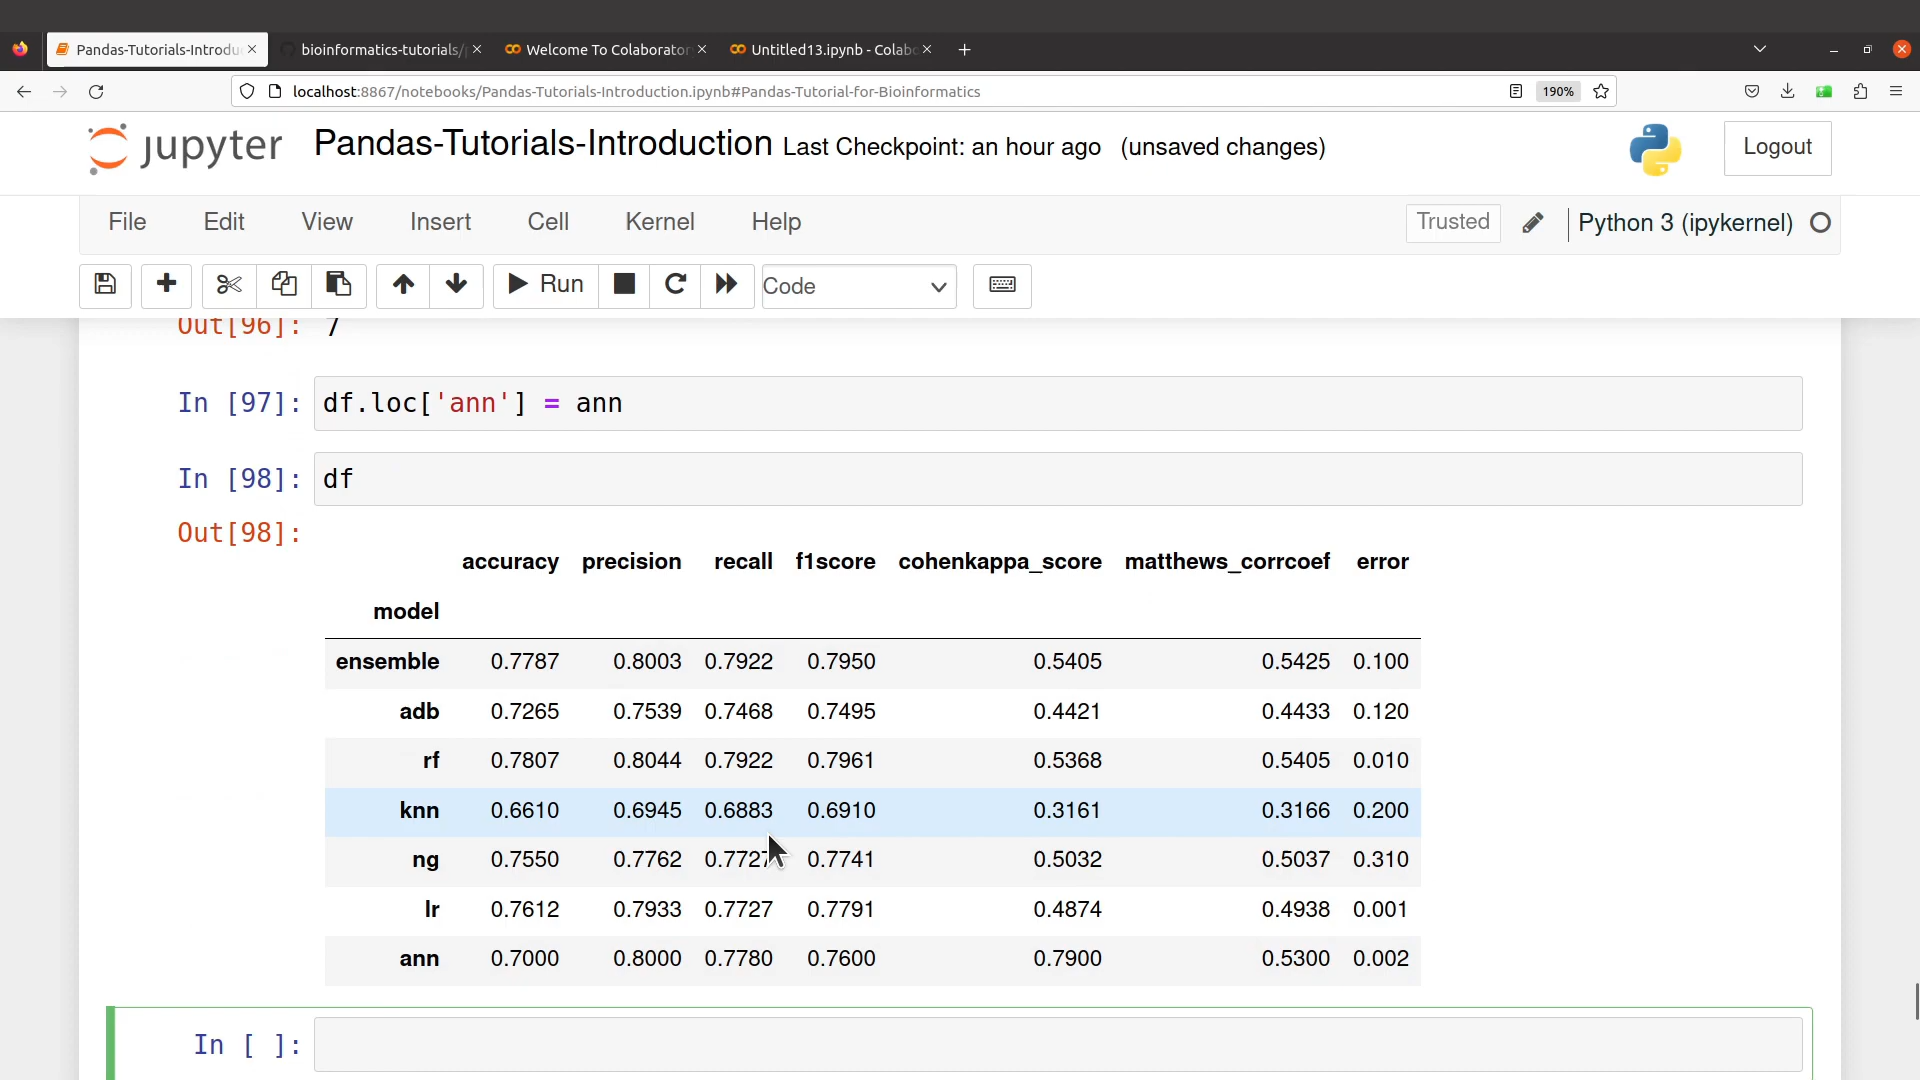 Pandas-Tutorials-Introdu
bioinformatics-tutorials/
Welcome To Colaborator
Untitled13.ipynb - Colab
localhost:8867/notebooks/Pandas-Tutorials-Introduction.ipynb#Pandas-Tutorial-for-Bioinformatics
190%
jupyter Pandas-Tutorials-Introduction Last Checkpoint: an hour ago (unsaved changes)
Logout
File Edit View Insert Cell Kernel Help
Trusted
Python 3 (ipykernel)
Run
Code
Out[96]: 7
In [97]: df.loc['ann'] = ann
In [98]: df
Out[98]:
accuracy precision recall f1score cohenkappa_score matthews_corrcoef error
model
ensemble 0.7787 0.8003 0.7922 0.7950 0.5405 0.5425 0.100
adb 0.7265 0.7539 0.7468 0.7495 0.4421 0.4433 0.120
rf 0.7807 0.8044 0.7922 0.7961 0.5368 0.5405 0.010
knn 0.6610 0.6945 0.6883 0.6910 0.3161 0.3166 0.200
ng 0.7550 0.7762 0.7727 0.7741 0.5032 0.5037 0.310
lr 0.7612 0.7933 0.7727 0.7791 0.4874 0.4938 0.001
ann 0.7000 0.8000 0.7780 0.7600 0.7900 0.5300 0.002
In [ ]: